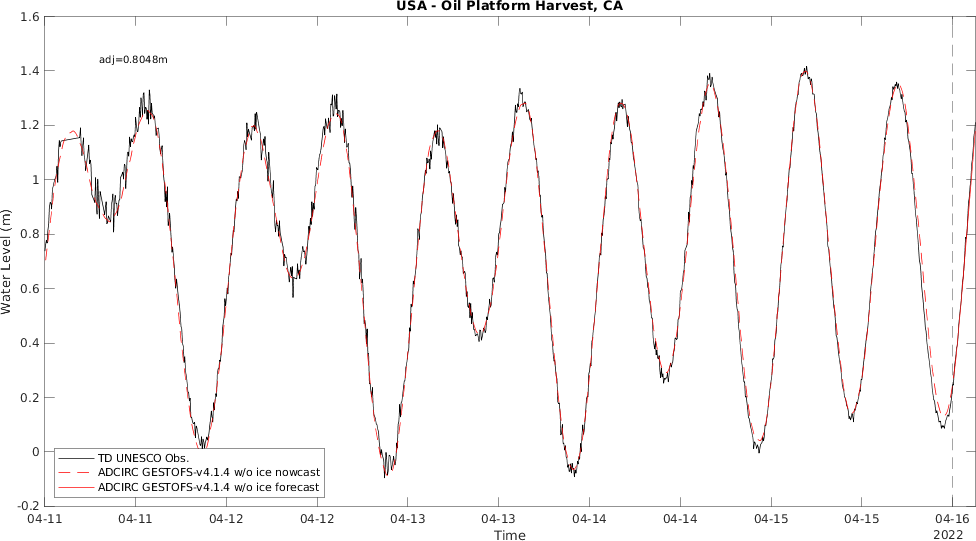 USA - Oil Platform Harvest, CA
adj=0.8048m
1.6
1.4
1.2
1
0.8
0.6
0.4
0.2
0
-0.2
Water Level (m)
TD UNESCO Obs.
ADCIRC GESTOFS-v4.1.4 w/o ice nowcast
ADCIRC GESTOFS-v4.1.4 w/o ice forecast
04-11 04-11 04-12 04-12 04-13 04-13 04-14 04-14 04-15 04-15 04-16
Time
2022